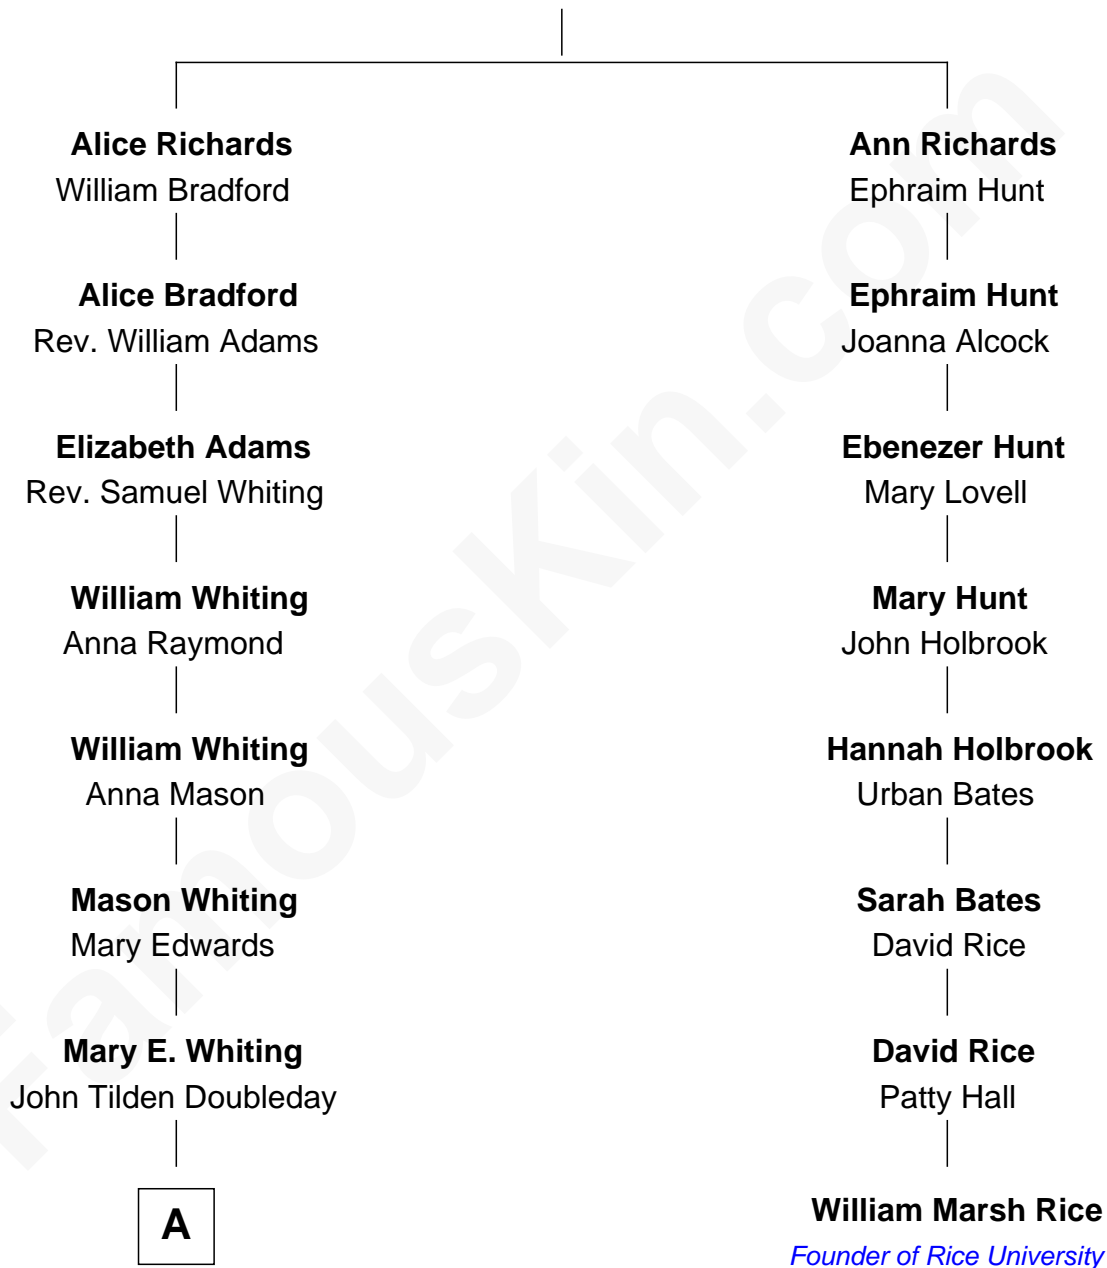 Alice Richards
William Bradford
Alice Bradford
Rev. William Adams
Elizabeth Adams
Rev. Samuel Whiting
William Whiting
Anna Raymond
William Whiting
Anna Mason
Mason Whiting
Mary Edwards
Mary E. Whiting
John Tilden Doubleday
A
Ann Richards
Ephraim Hunt
Ephraim Hunt
Joanna Alcock
Ebenezer Hunt
Mary Lovell
Mary Hunt
John Holbrook
Hannah Holbrook
Urban Bates
Sarah Bates
David Rice
David Rice
Patty Hall
William Marsh Rice
Founder of Rice University
FamousKin.com